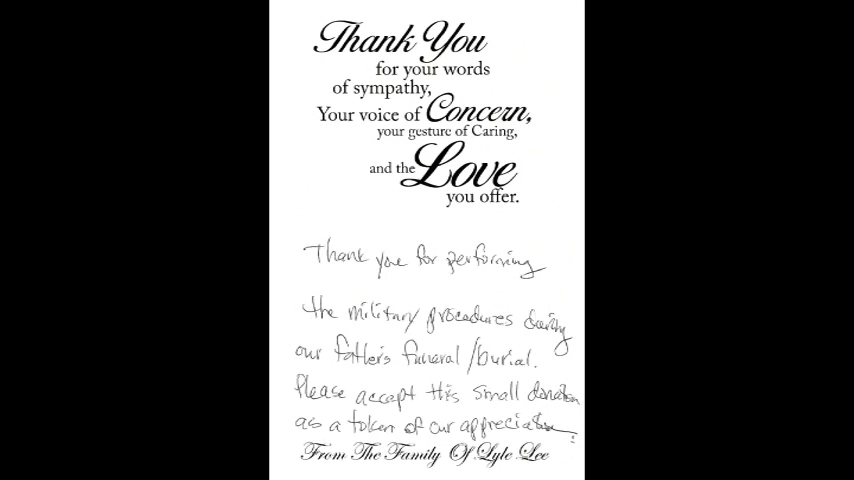 Thank You
for your words
of sympathy,
Your voice of Concern,
your gesture of Caring,
and the Love
you offer.
Thank you for performing
the military procedures during
our father's funeral/burial.
Please accept this small donation
as a token of our appreciation
From The Family Of Lyle Lee